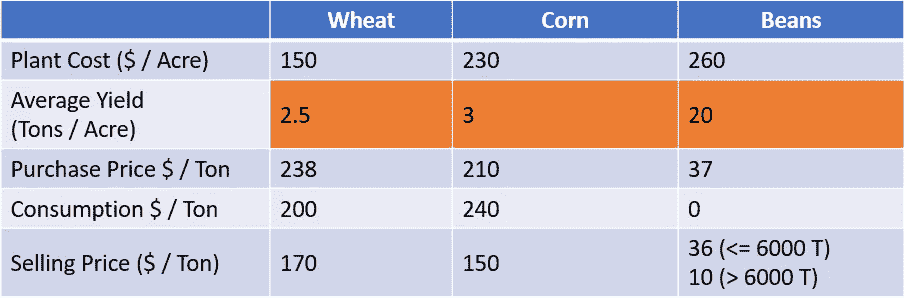 Wheat Corn Beans
Plant Cost ($ / Acre) 150 230 260
Average Yield
(Tons / Acre) 2.5 3 20
Purchase Price $ / Ton 238 210 37
Consumption $ / Ton 200 240 0
Selling Price ($ / Ton) 170 150 36 (<= 6000 T)
10 (> 6000 T)